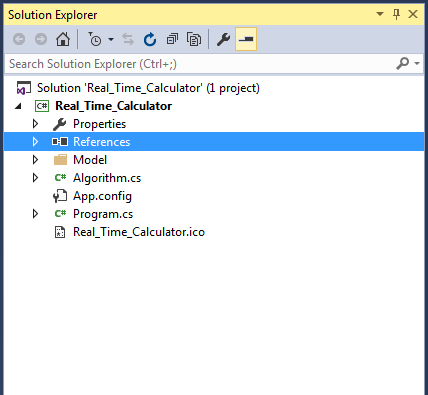 Solution Explorer
Search Solution Explorer (Ctrl+;)
Solution 'Real_Time_Calculator' (1 project)
C# Real_Time_Calculator
Properties
References
Model
C# Algorithm.cs
App.config
C# Program.cs
Real_Time_Calculator.ico